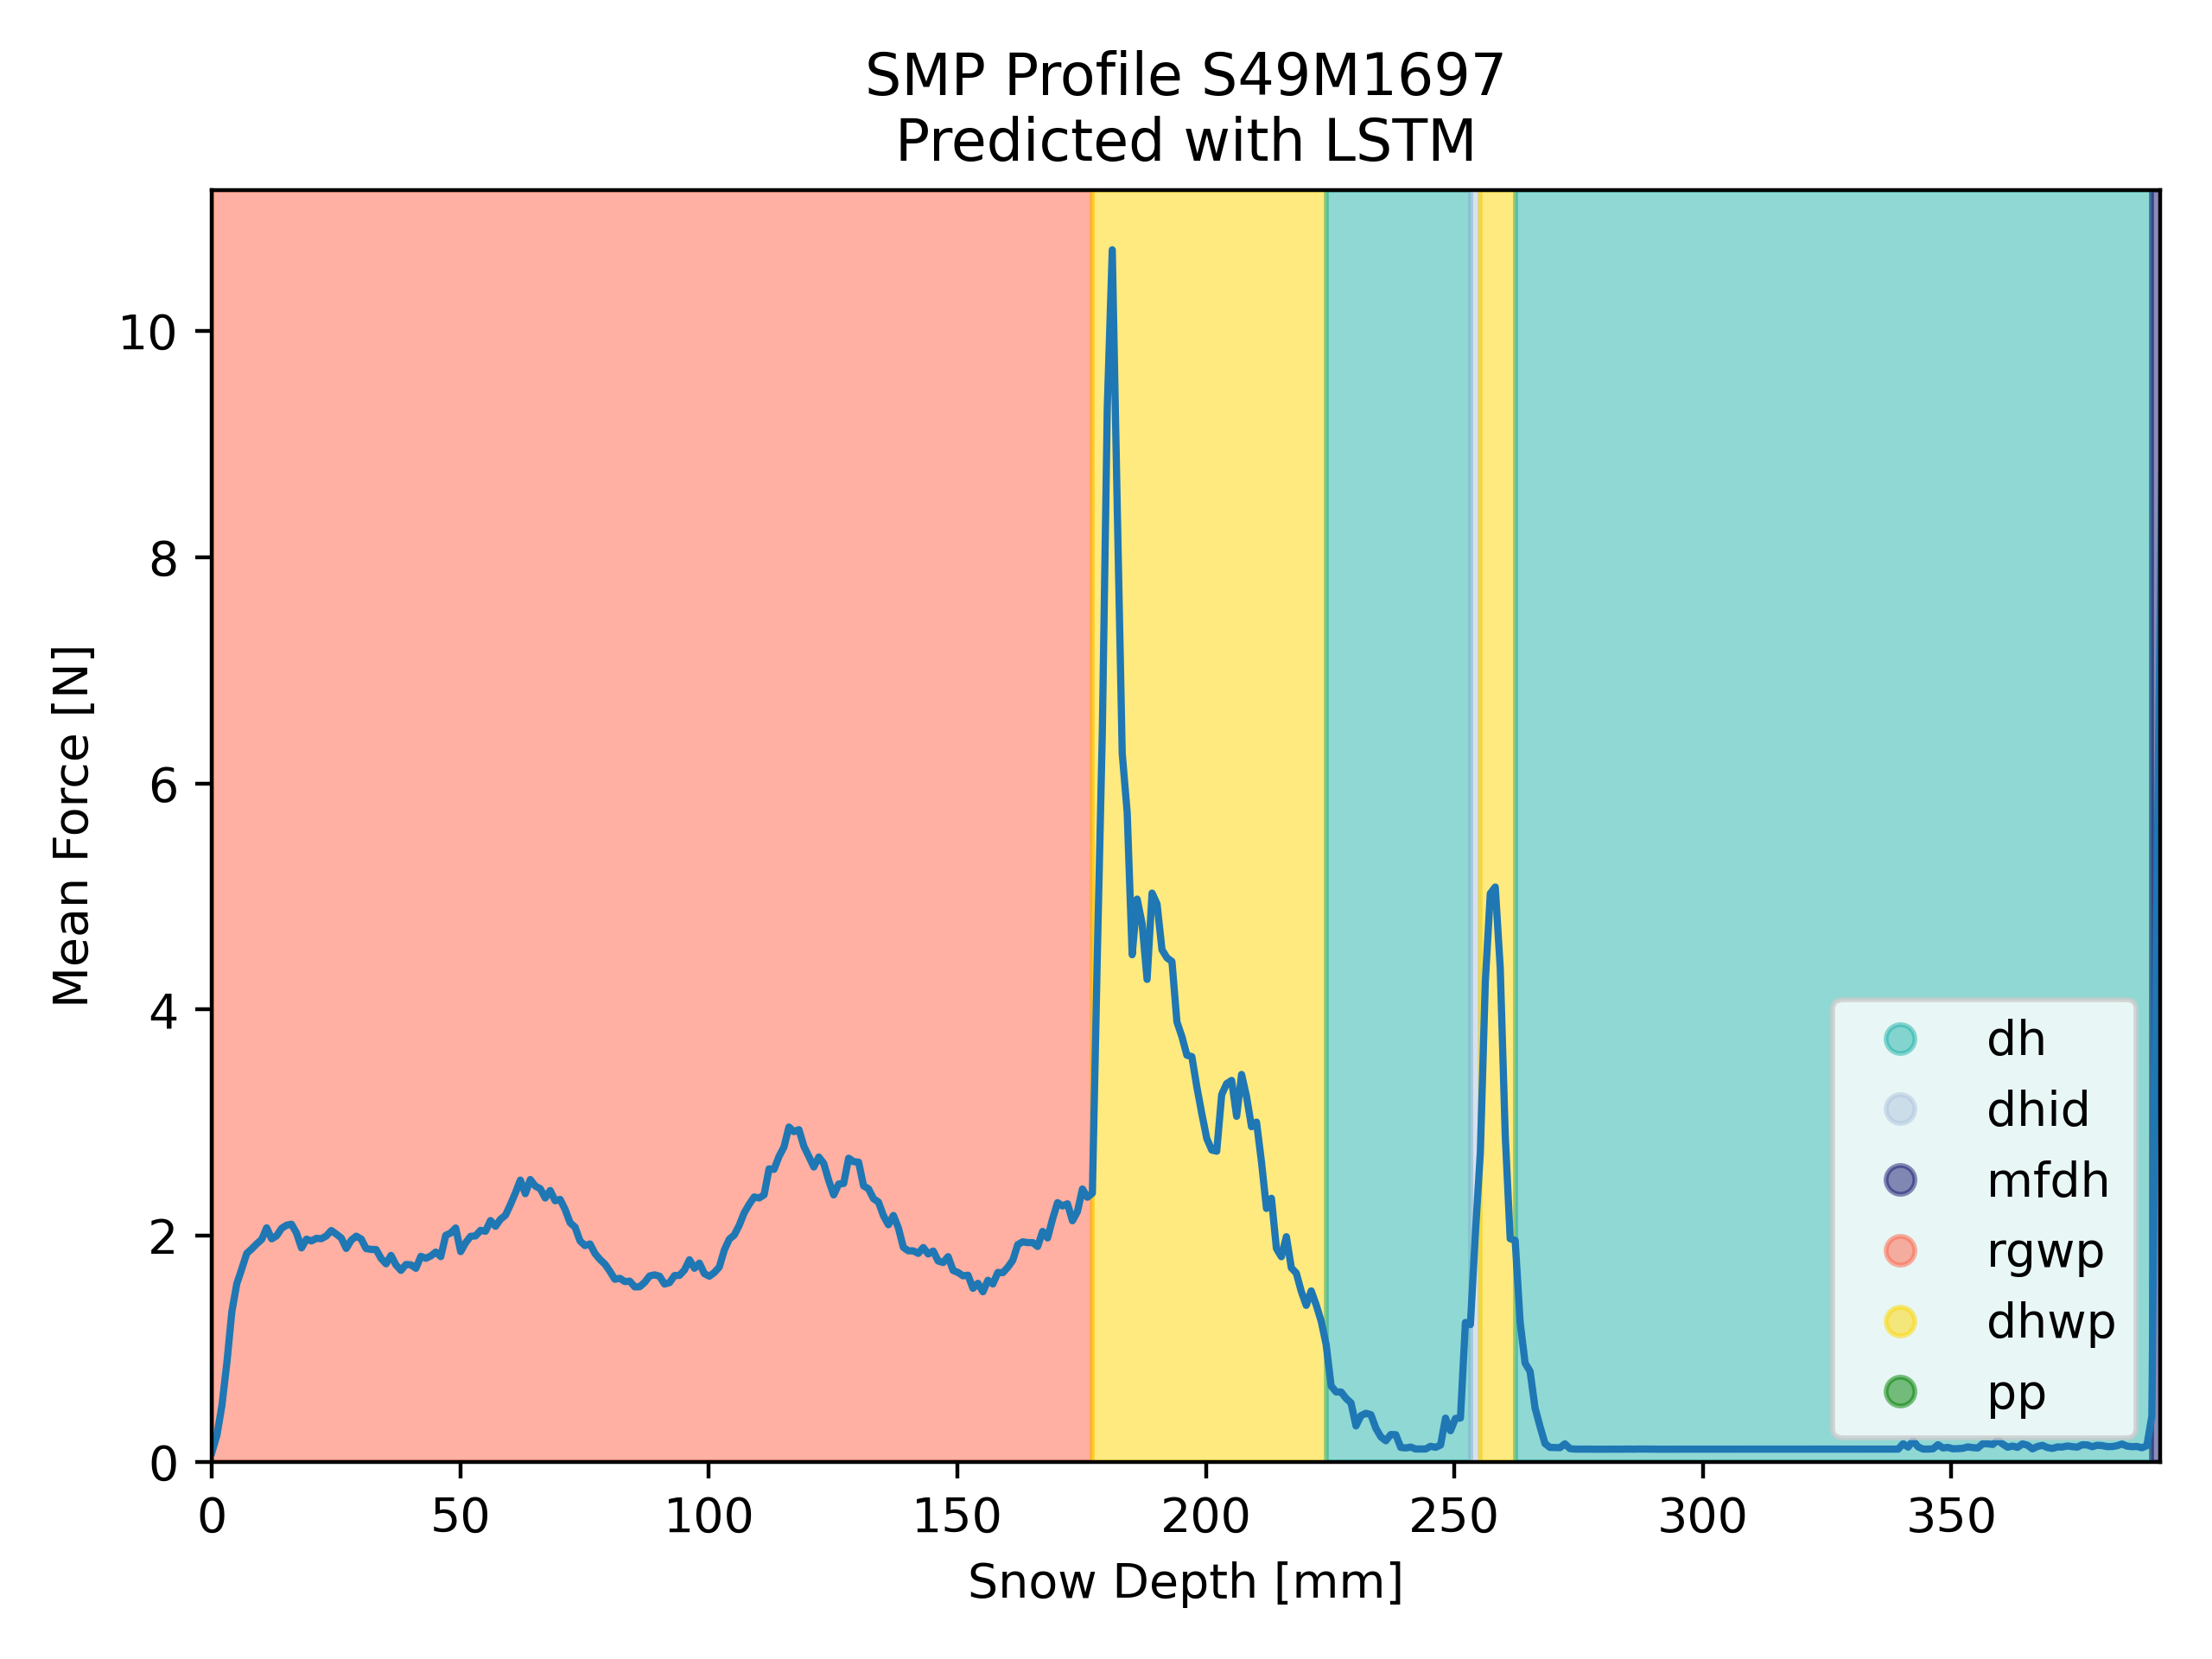 SMP Profile S49M1697
Predicted with LSTM
Mean Force [N]
10
8
6
4
2
0
0 50 100 150 200 250 300 350
Snow Depth [mm]
dh
dhid
mfdh
rgwp
dhwp
pp